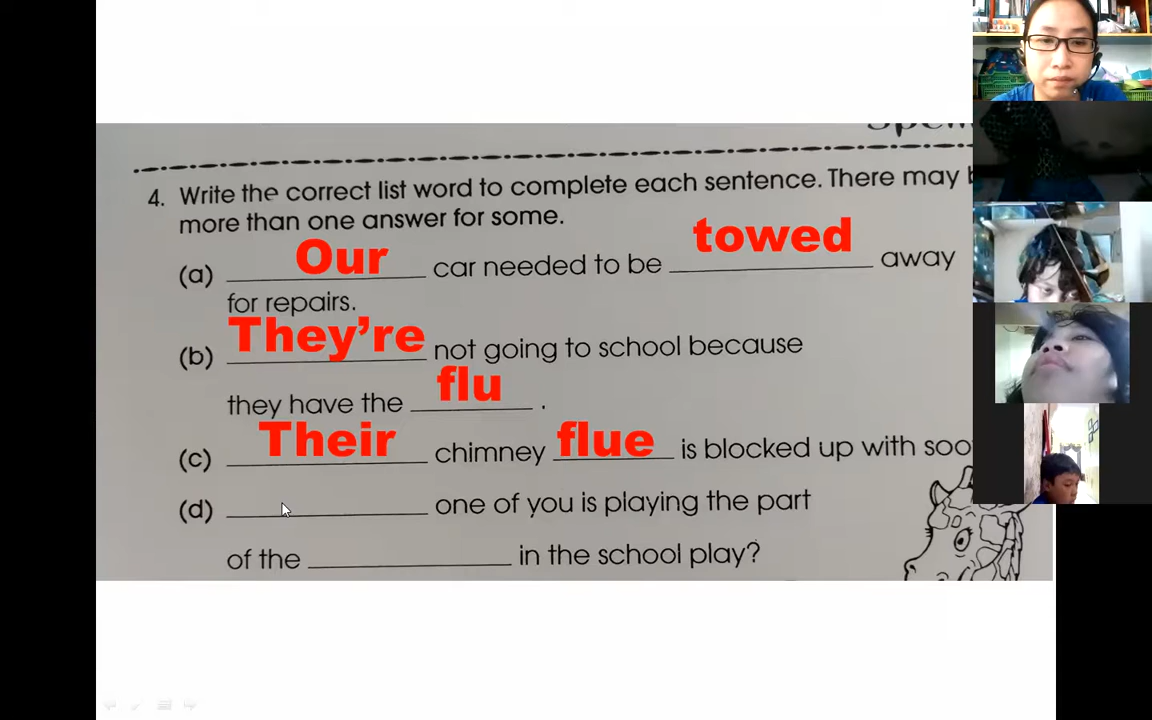 4. Write the correct list word to complete each sentence. There may
more than one answer for some.
(a) Our car needed to be towed away
for repairs.
(b) They're not going to school because
they have the flu .
(c) Their chimney flue is blocked up with
(d) ____ one of you is playing the part
of the ____ in the school play?